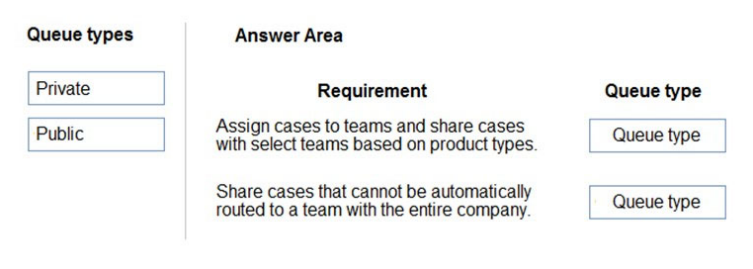 Queue types
Answer Area
Private
Public
Requirement
Queue type
Assign cases to teams and share cases
with select teams based on product types.
Queue type
Share cases that cannot be automatically
routed to a team with the entire company.
Queue type